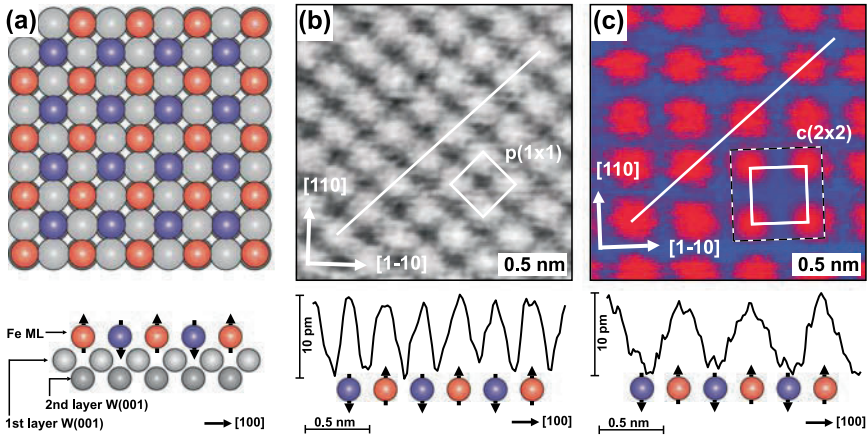 (a)
Fe ML
2nd layer W(001)
1st layer W(001)
[100]
(b)
p(1x1)
[110]
[1-10]
0.5 nm
10 pm
0.5 nm
[100]
(c)
c(2x2)
[110]
[1-10]
0.5 nm
10 pm
0.5 nm
[100]